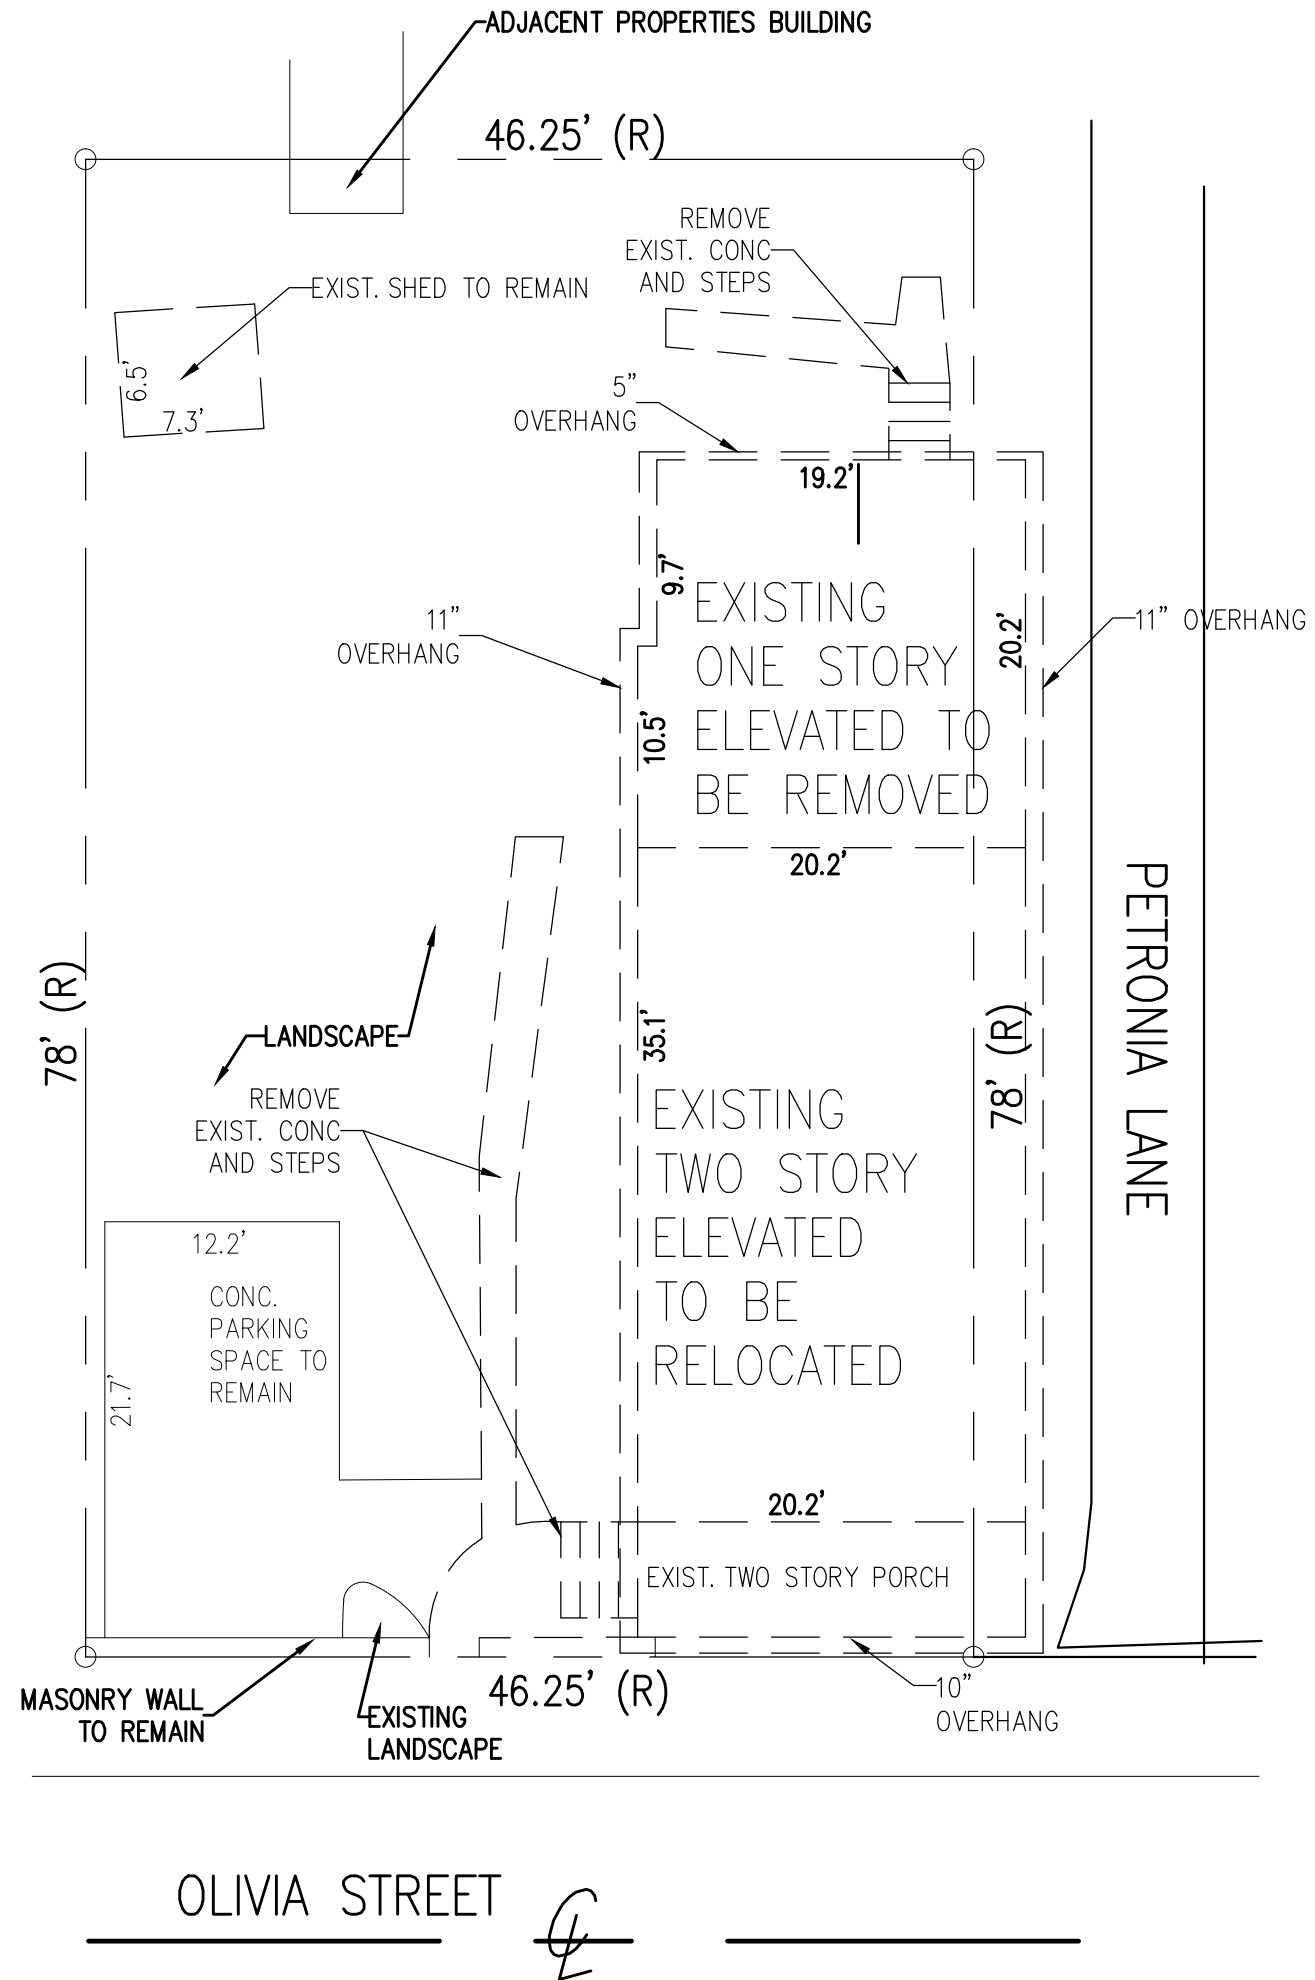 ADJACENT PROPERTIES BUILDING
46.25' (R)
REMOVE
EXIST. CONC
AND STEPS
EXIST. SHED TO REMAIN
6.5'
7.3'
5"
OVERHANG
19.2'
9.7'
EXISTING
ONE STORY
ELEVATED TO
BE REMOVED
20.2'
11"
OVERHANG
11" OVERHANG
10.5'
20.2'
PETRONIA LANE
78' (R)
LANDSCAPE
35.1'
78' (R)
REMOVE
EXIST. CONC
AND STEPS
EXISTING
TWO STORY
ELEVATED
TO BE
RELOCATED
12.2'
CONC.
PARKING
SPACE TO
REMAIN
21.7'
20.2'
EXIST. TWO STORY PORCH
46.25' (R)
10"
OVERHANG
MASONRY WALL
TO REMAIN
EXISTING
LANDSCAPE
OLIVIA STREET
CL